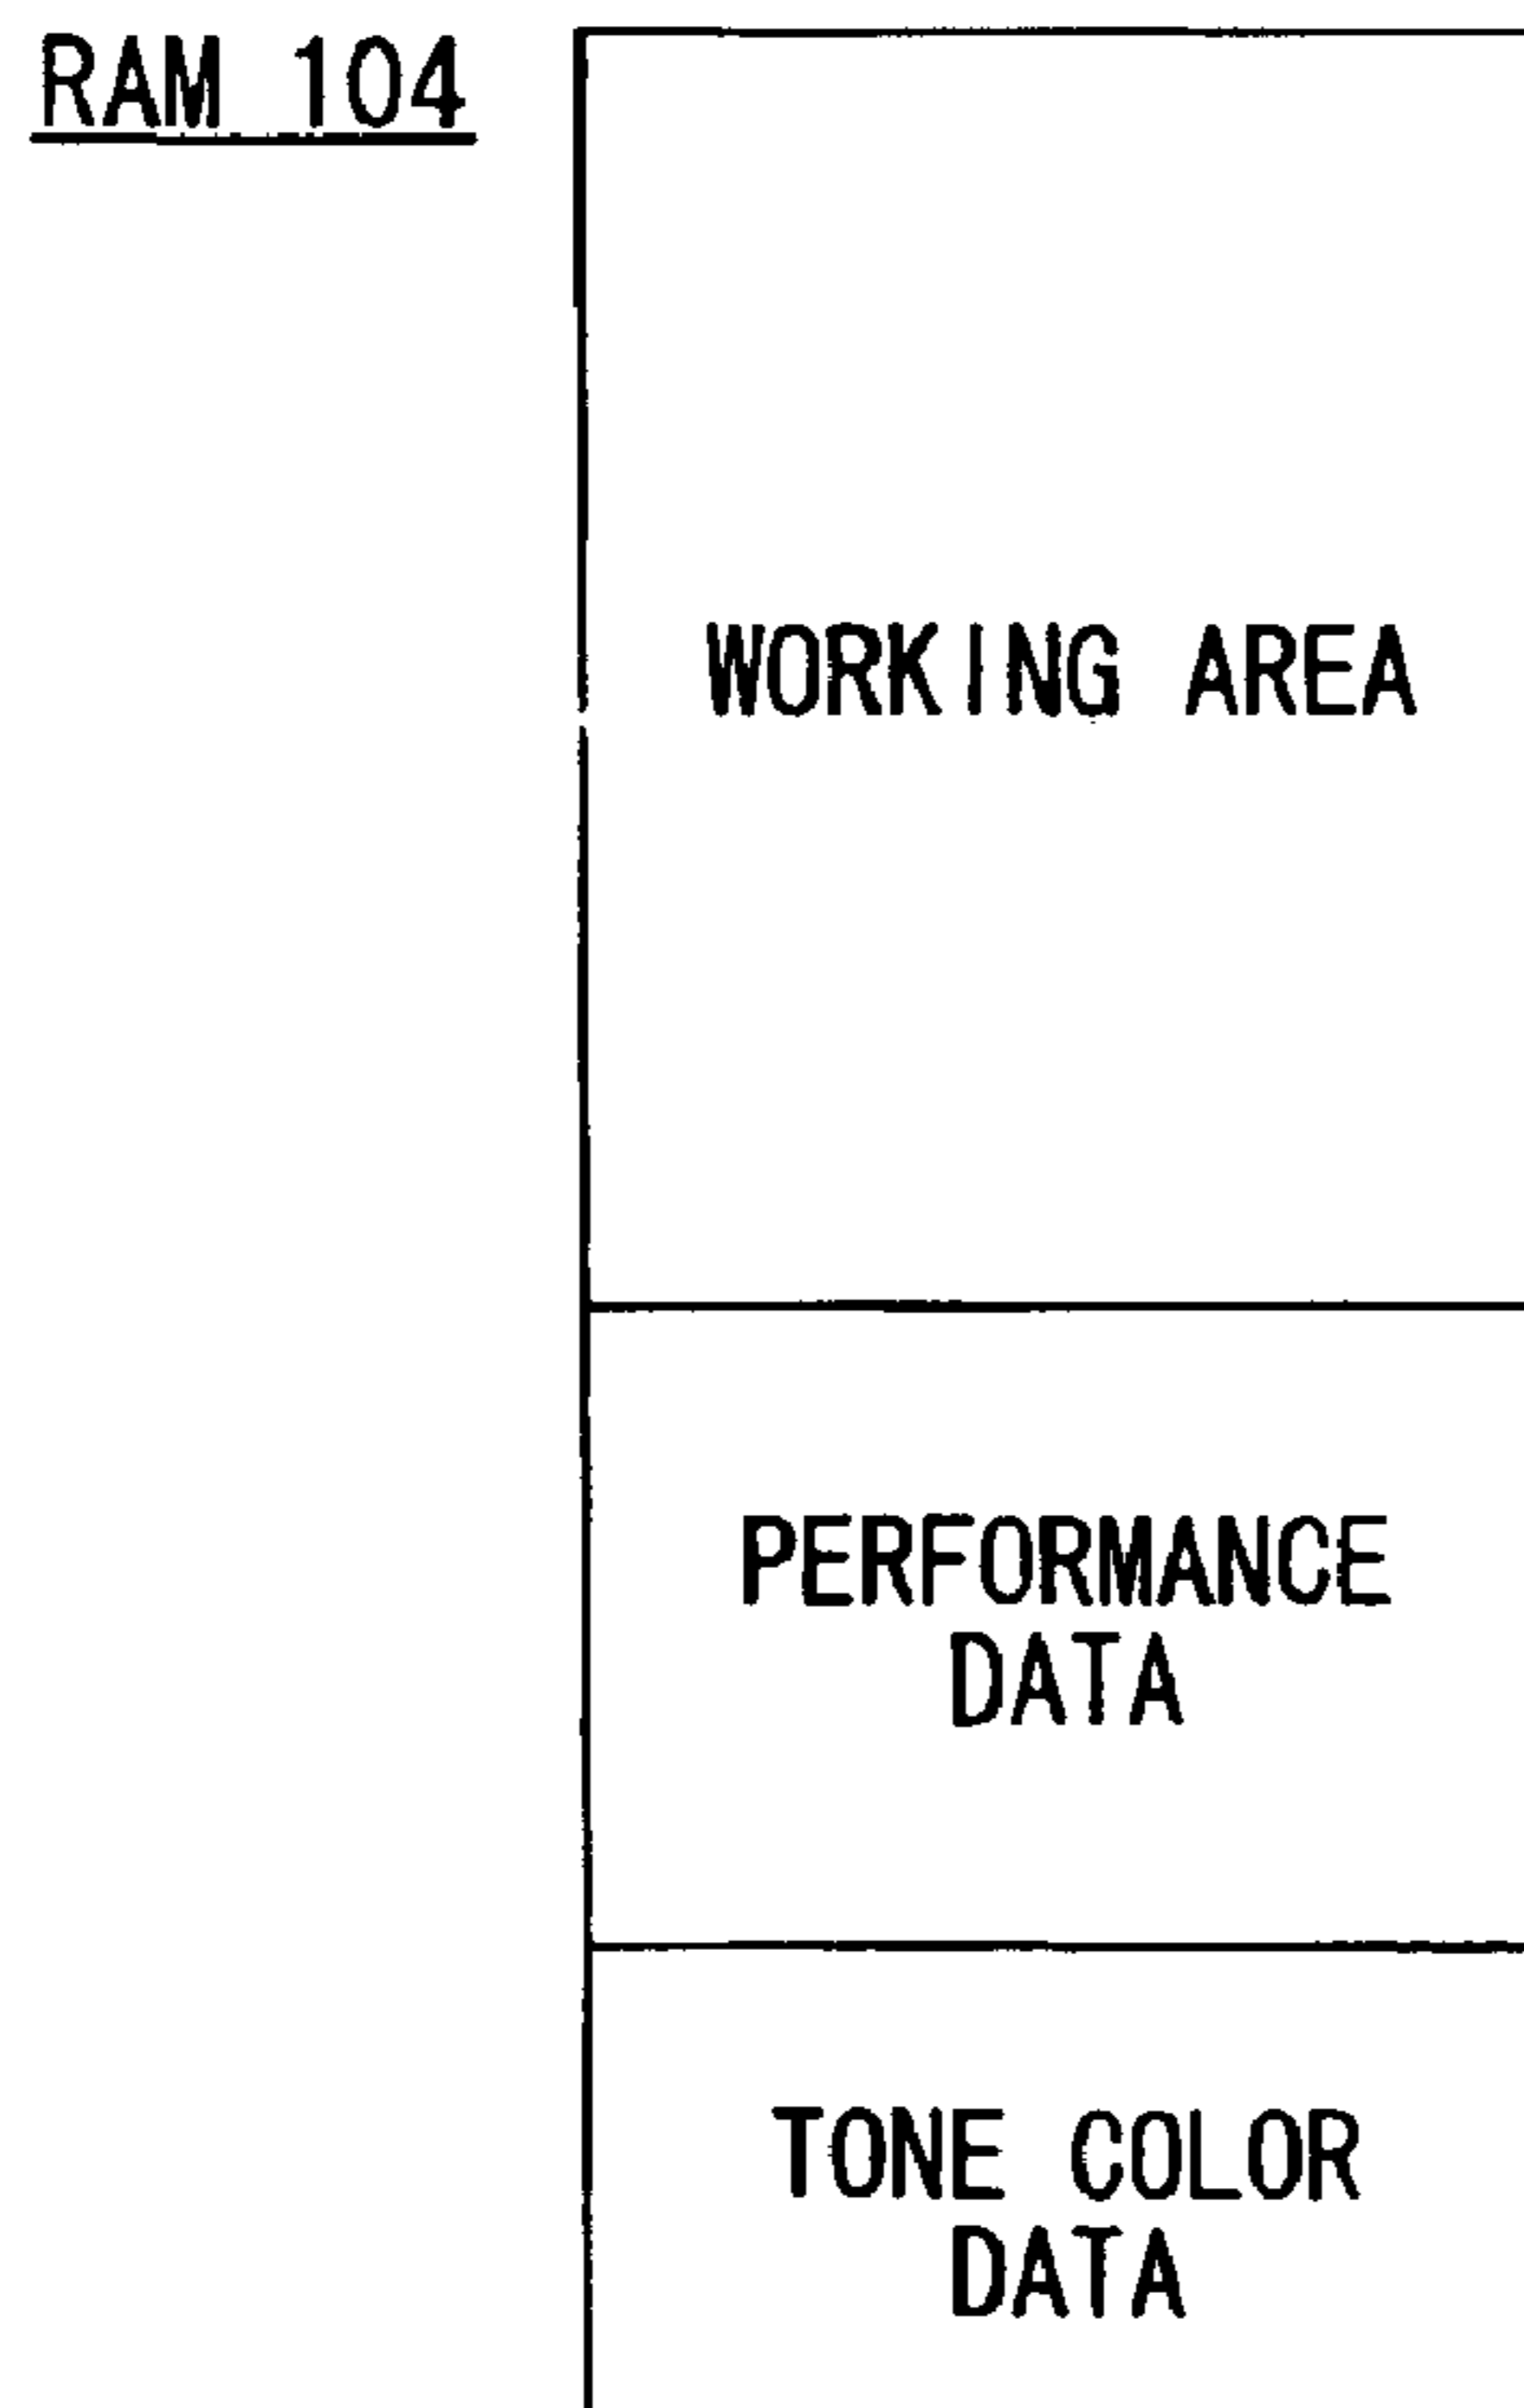 RAM 104
WORKING AREA
PERFORMANCE
DATA
TONE COLOR
DATA